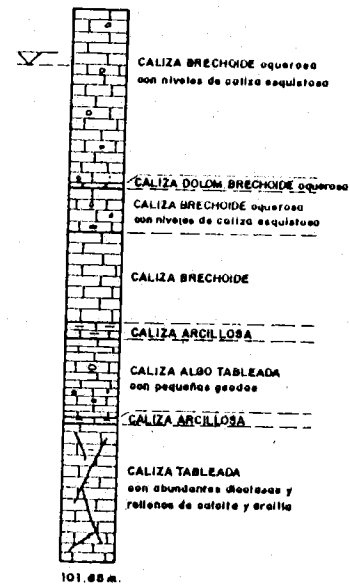 CALIZA BRECHOIDE oquerosa
con niveles de caliza esquistosa
CALIZA DOLOM. BRECHOIDE oquerosa
CALIZA BRECHOIDE oquerosa
con niveles de caliza esquistosa
CALIZA BRECHOIDE
CALIZA ARCILLOSA
CALIZA ALGO TABLEADA
con pequeñas geodas
CALIZA ARCILLOSA
CALIZA TABLEADA
con abundantes diaclasas y
rellenos de calcita y arcilla
101,65 m.